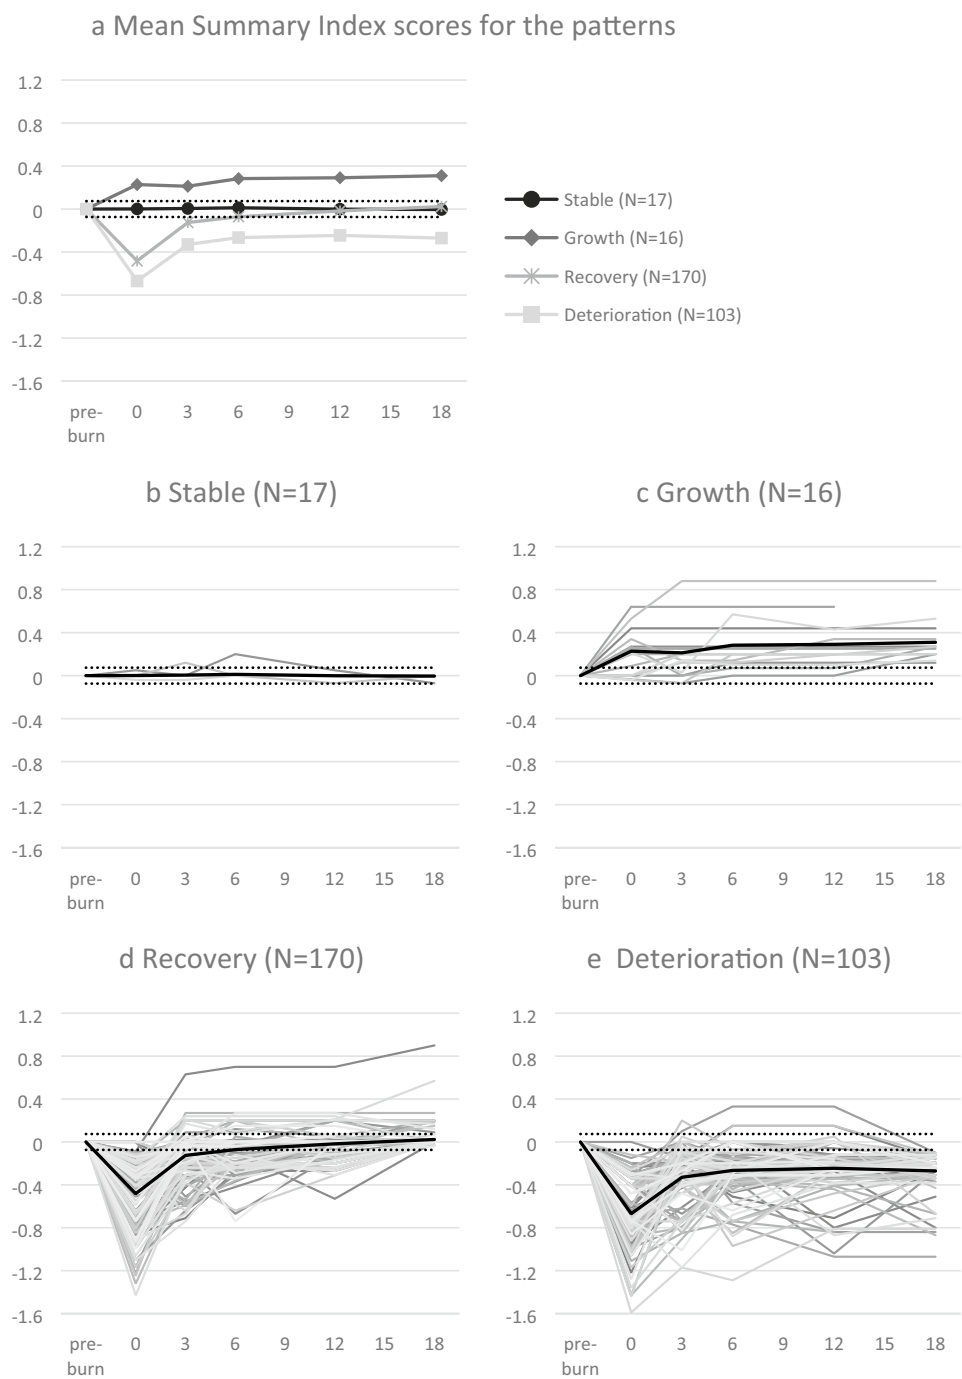 a Mean Summary Index scores for the patterns
1.2
0.8
0.4
0
-0.4
-0.8
-1.2
-1.6
pre-burn 0 3 6 9 12 15 18
Stable (N=17)
Growth (N=16)
Recovery (N=170)
Deterioration (N=103)
b Stable (N=17)
1.2
0.8
0.4
0
-0.4
-0.8
-1.2
-1.6
pre-burn 0 3 6 9 12 15 18
c Growth (N=16)
1.2
0.8
0.4
0
-0.4
-0.8
-1.2
-1.6
pre-burn 0 3 6 9 12 15 18
d Recovery (N=170)
1.2
0.8
0.4
0
-0.4
-0.8
-1.2
-1.6
pre-burn 0 3 6 9 12 15 18
e Deterioration (N=103)
1.2
0.8
0.4
0
-0.4
-0.8
-1.2
-1.6
pre-burn 0 3 6 9 12 15 18